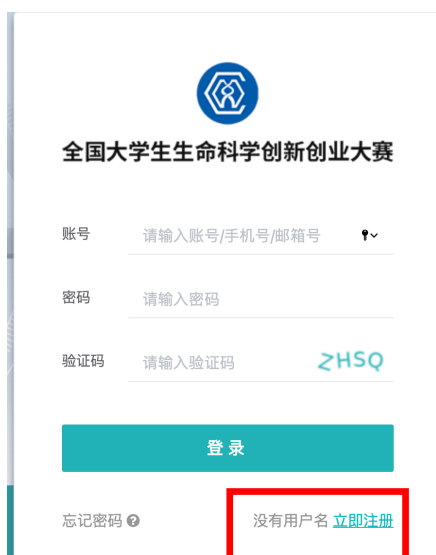 全国大学生生命科学创新创业大赛
账号 请输入账号/手机号/邮箱号
密码 请输入密码
验证码 请输入验证码 ZHSQ
登录
忘记密码 没有用户名 立即注册